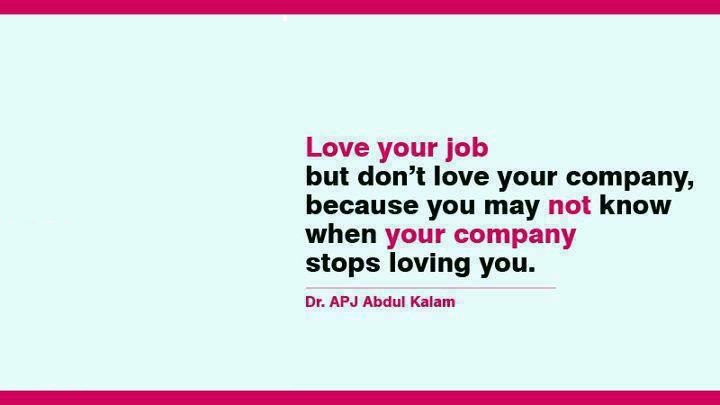 Love your job
but don’t love your company,
because you may not know
when your company
stops loving you.
Dr. APJ Abdul Kalam